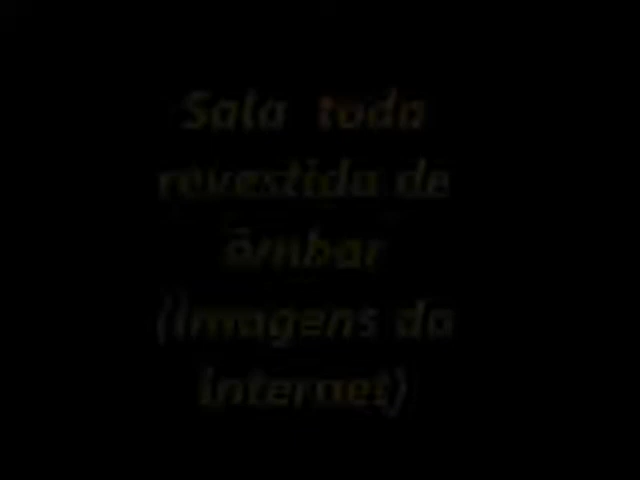 Sala toda
revestida de
âmbar
(Imagens da
internet)